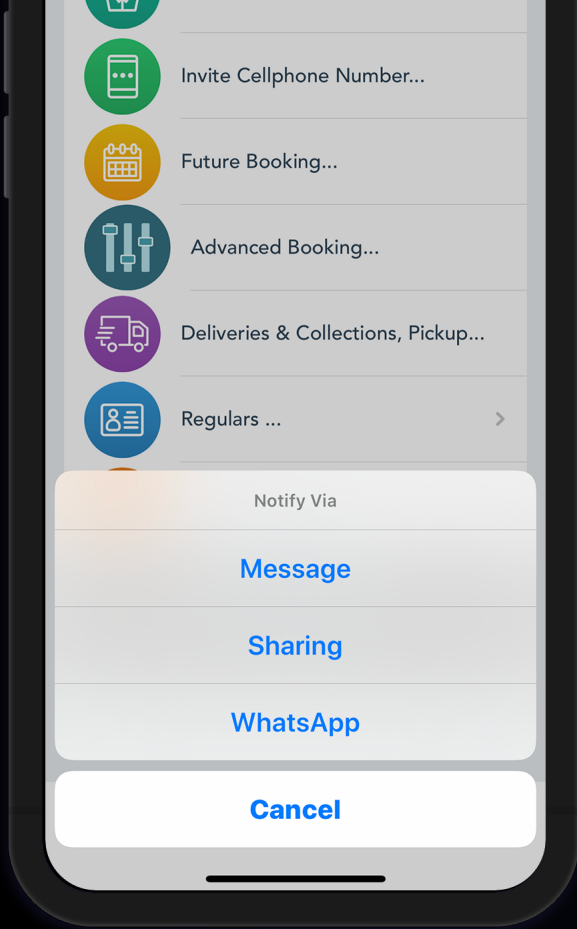 Invite Cellphone Number...
Future Booking...
Advanced Booking...
Deliveries & Collections, Pickup...
Regulars ...
Notify Via
Message
Sharing
WhatsApp
Cancel